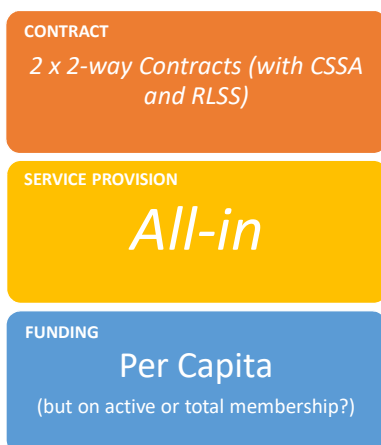 CONTRACT
2 x 2-way Contracts (with CSSA
and RLSS)
SERVICE PROVISION
All-in
FUNDING
Per Capita
(but on active or total membership?)